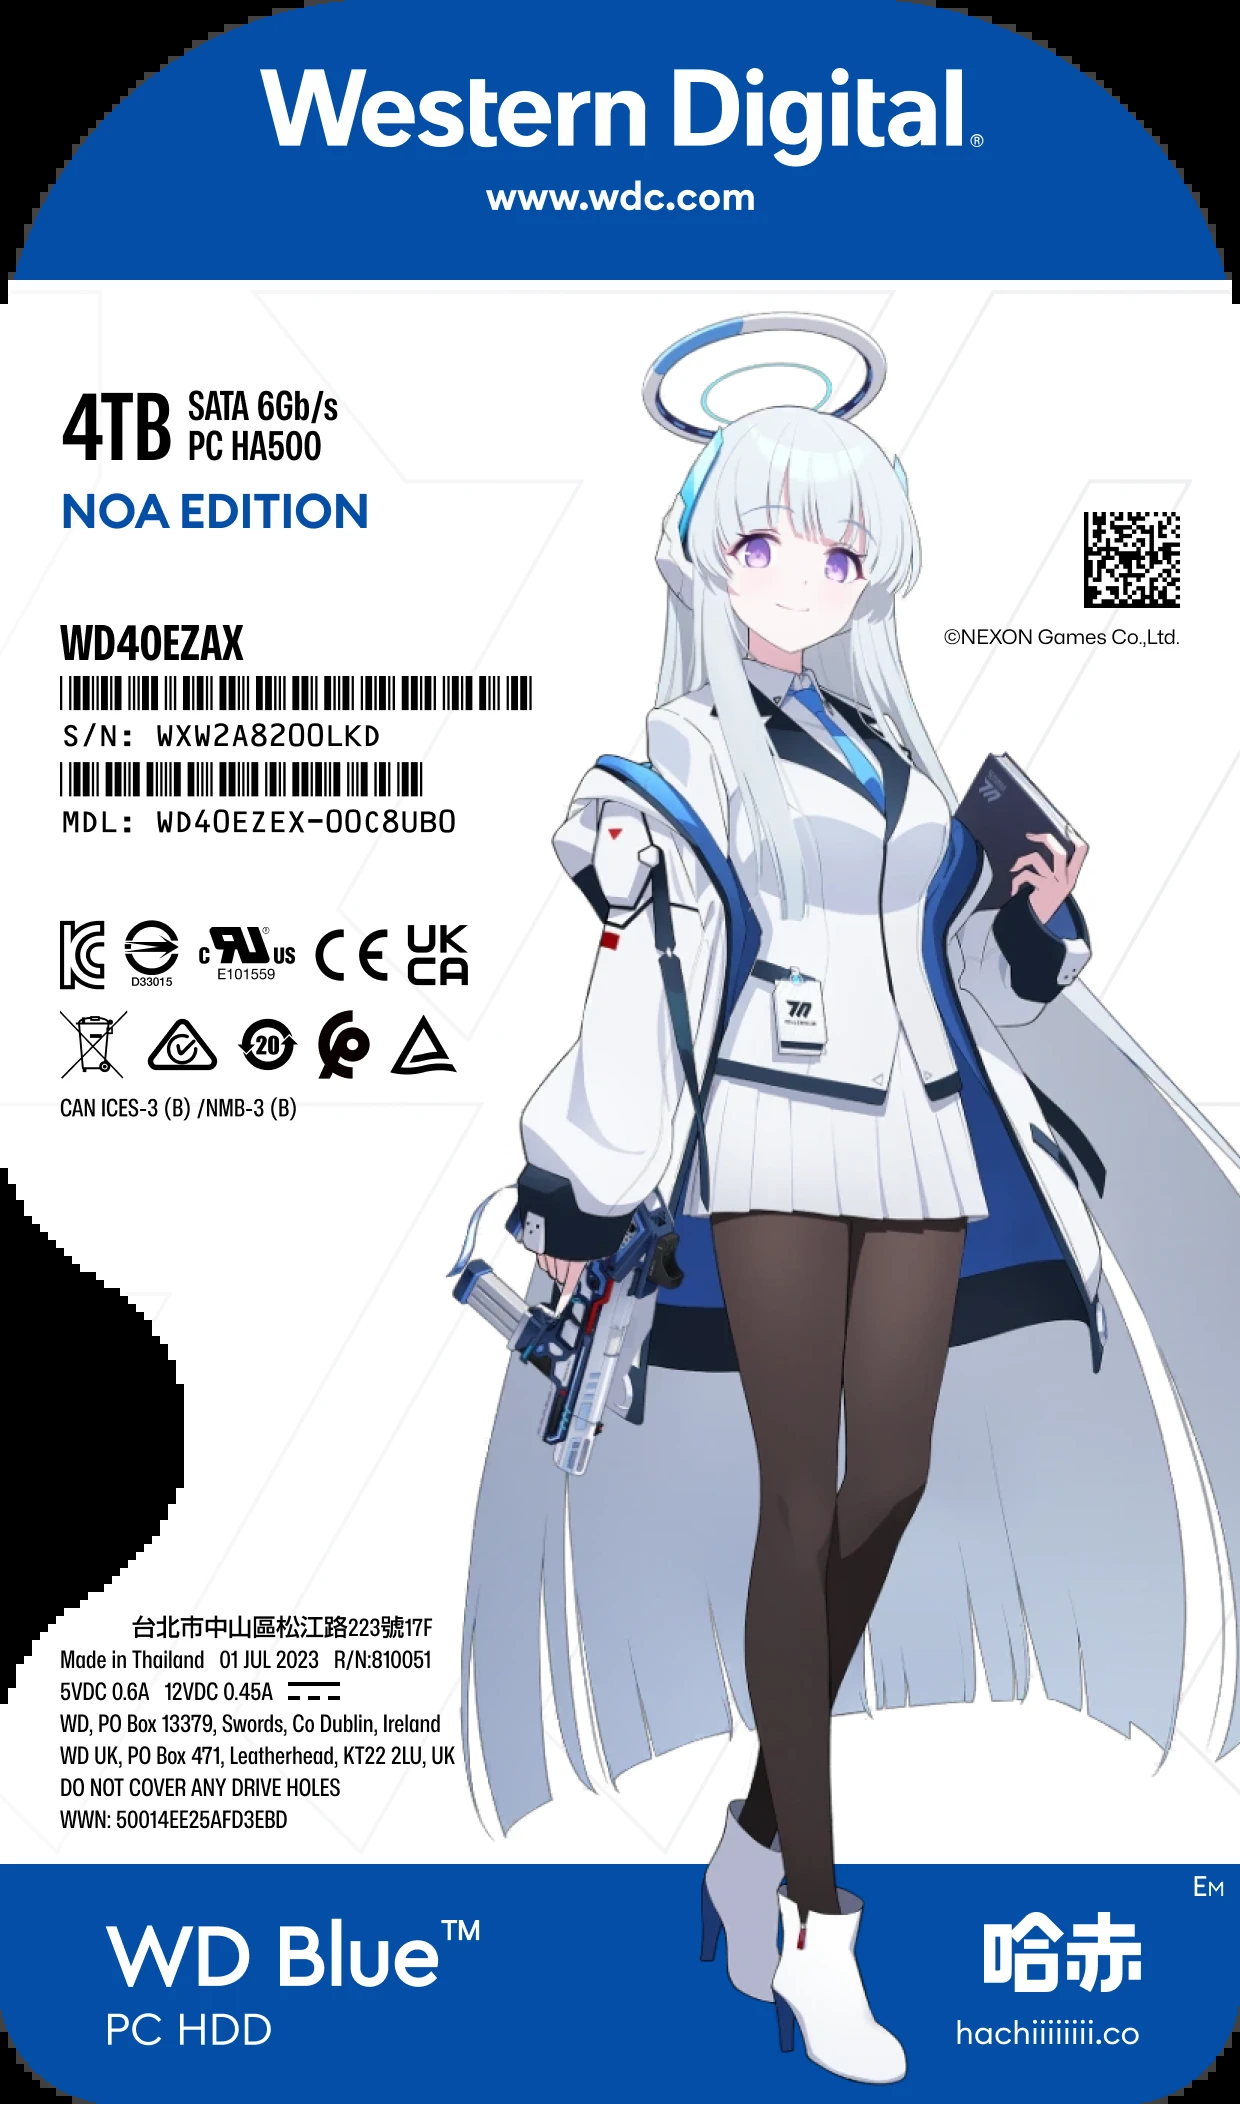 Western Digital®
www.wdc.com
4TB
SATA 6Gb/s
PC HA500
NOA EDITION
WD40EZAX
S/N: WXW2A8200LKD
MDL: WD40EZEX-00C8UB0
©NEXON Games Co.,Ltd.
D33015
c RU US
®
E101559
CE
UK
CA
20
CAN ICES-3 (B) /NMB-3 (B)
台北市中山區松江路223號17F
Made in Thailand 01 JUL 2023 R/N:810051
5VDC 0.6A 12VDC 0.45A
WD, PO Box 13379, Swords, Co Dublin, Ireland
WD UK, PO Box 471, Leatherhead, KT22 2LU, UK
DO NOT COVER ANY DRIVE HOLES
WWN: 50014EE25AFD3EBD
EM
WD Blue™
PC HDD
哈赤
hachiiiiiiii.co